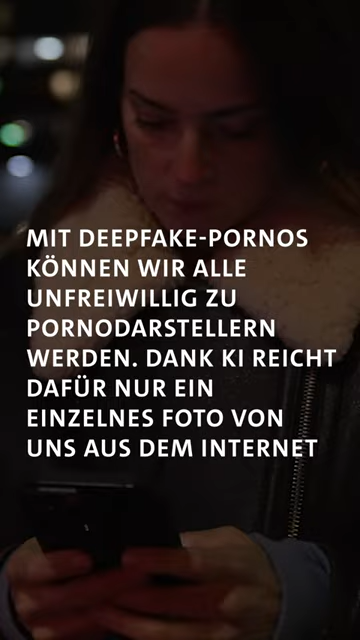 MIT DEEPFAKE-PORNOS
KÖNNEN WIR ALLE
UNFREIWILLIG ZU
PORNODARSTELLERN
WERDEN. DANK KI REICHT
DAFÜR NUR EIN
EINZELNES FOTO VON
UNS AUS DEM INTERNET